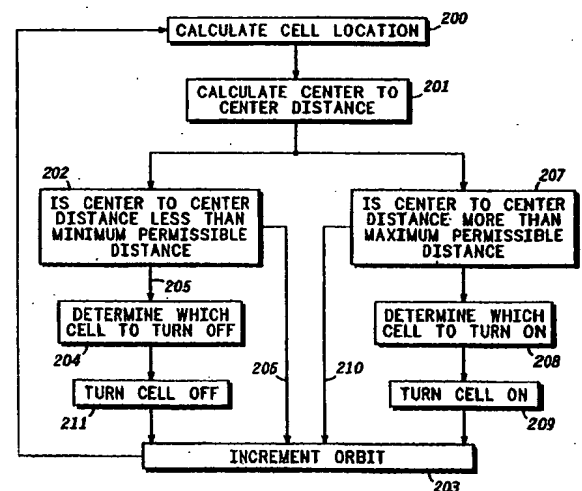 200
CALCULATE CELL LOCATION
201
CALCULATE CENTER TO
CENTER DISTANCE
202
IS CENTER TO CENTER
DISTANCE LESS THAN
MINIMUM PERMISSIBLE
DISTANCE
207
IS CENTER TO CENTER
DISTANCE MORE THAN
MAXIMUM PERMISSIBLE
DISTANCE
205
DETERMINE WHICH
CELL TO TURN OFF
204
DETERMINE WHICH
CELL TO TURN ON
208
206
210
TURN CELL OFF
211
TURN CELL ON
209
INCREMENT ORBIT
203